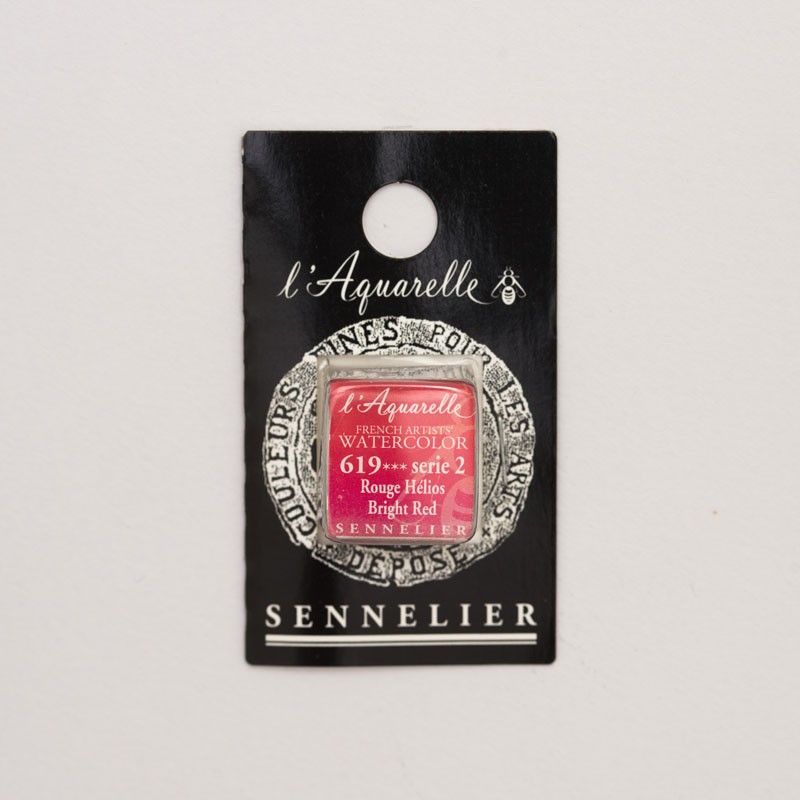 l'Aquarelle
COULEURS FINES POUR LES ARTS
DÉPOSÉ
l'Aquarelle
FRENCH ARTISTS'
WATERCOLOR
619*** serie 2
Rouge Hélios
Bright Red
SENNELIER
SENNELIER